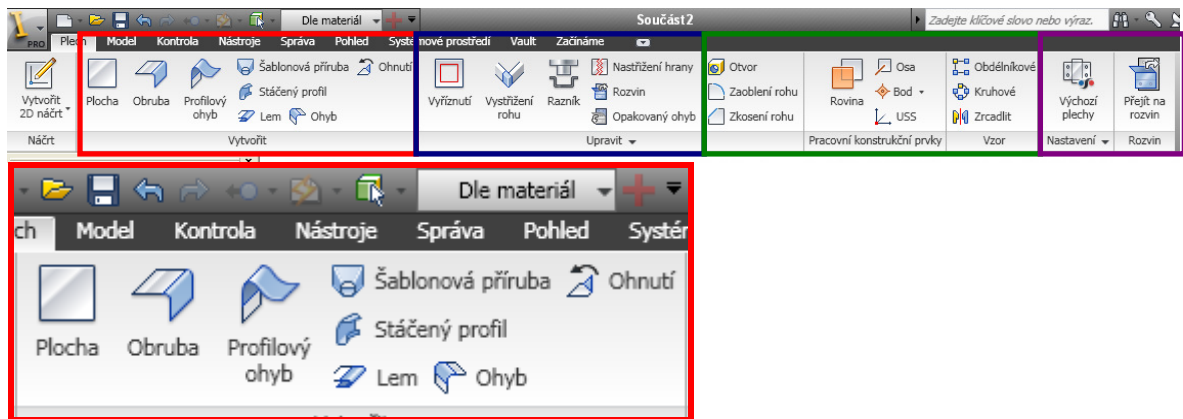 Dle materiál
Součást2
Zadejte klíčové slovo nebo výraz.
PRO Plech Model Kontrola Nástroje Správa Pohled Systémové prostředí Vault Začínáme
Vytvořit 2D náčrt
Plocha
Obruba
Profilový ohyb
Šablonová příruba
Ohnutí
Stáčený profil
Lem
Ohyb
Vyříznutí
Vystřižení rohu
Razník
Nastřižení hrany
Rozvin
Opakovaný ohyb
Otvor
Zaoblení rohu
Zkosení rohu
Rovina
Osa
Bod
USS
Obdélníkové
Kruhové
Zrcadlit
Výchozí plechy
Přejít na rozvin
Náčrt
Vytvořit
Upravit
Pracovní konstrukční prvky
Vzor
Nastavení
Rozvin
Dle materiál
ch Model Kontrola Nástroje Správa Pohled Systém
Plocha
Obruba
Profilový
ohyb
Šablonová příruba
Ohnutí
Stáčený profil
Lem
Ohyb